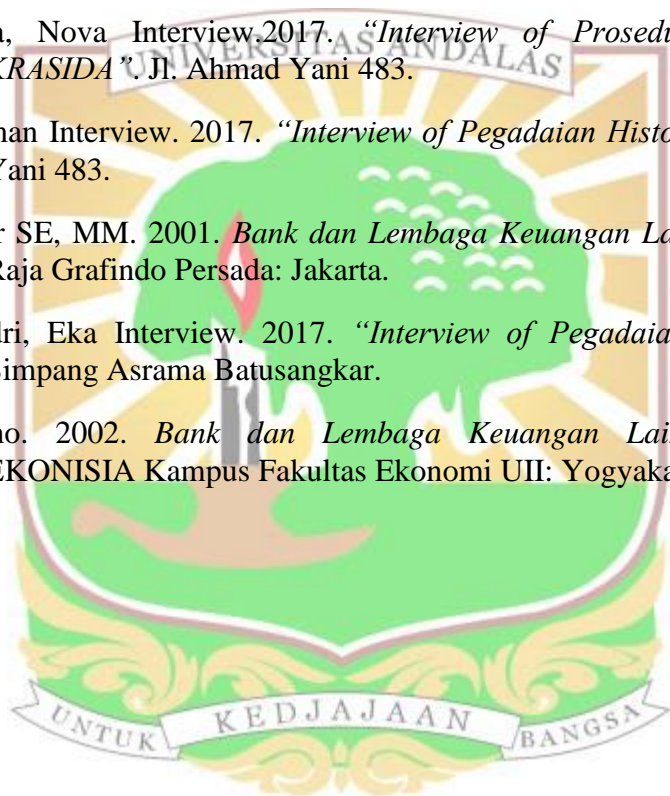 a, Nova Interview.2017. “Interview of Prosedu
UNIVERSITAS ANDALAS
KRASIDA”. Jl. Ahmad Yani 483.
nan Interview. 2017. “Interview of Pegadaian Histo
Yani 483.
r SE, MM. 2001. Bank dan Lembaga Keuangan La
Raja Grafindo Persada: Jakarta.
dri, Eka Interview. 2017. “Interview of Pegadaia
Simpang Asrama Batusangkar.
no. 2002. Bank dan Lembaga Keuangan Lai
EKONISIA Kampus Fakultas Ekonomi UII: Yogyaka
UNTUK KEDJAJAAN BANGSA